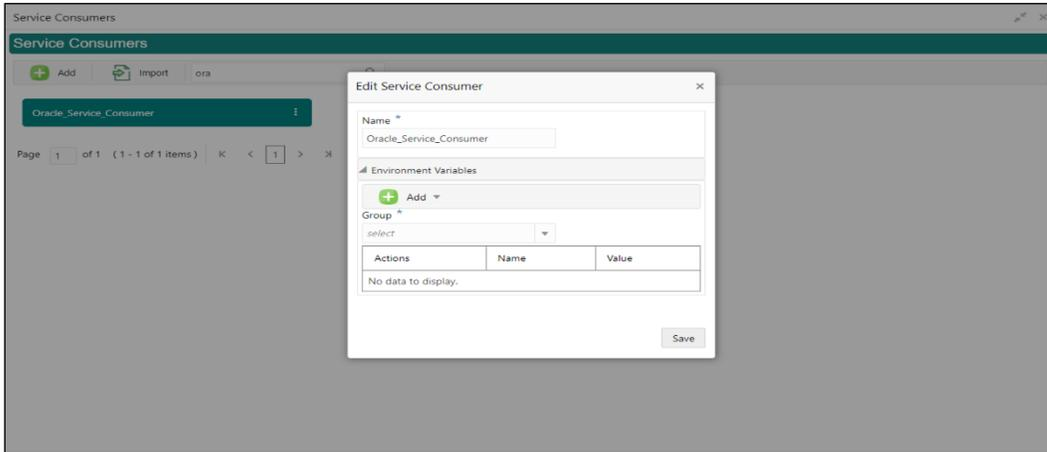 Service Consumers
Service Consumers
Add Import ora
Oracle_Service_Consumer
Page 1 of 1 (1 - 1 of 1 items) K < 1 > >|
Edit Service Consumer
Name *
Oracle_Service_Consumer
Environment Variables
Add
Group *
select
Actions Name Value
No data to display.
Save